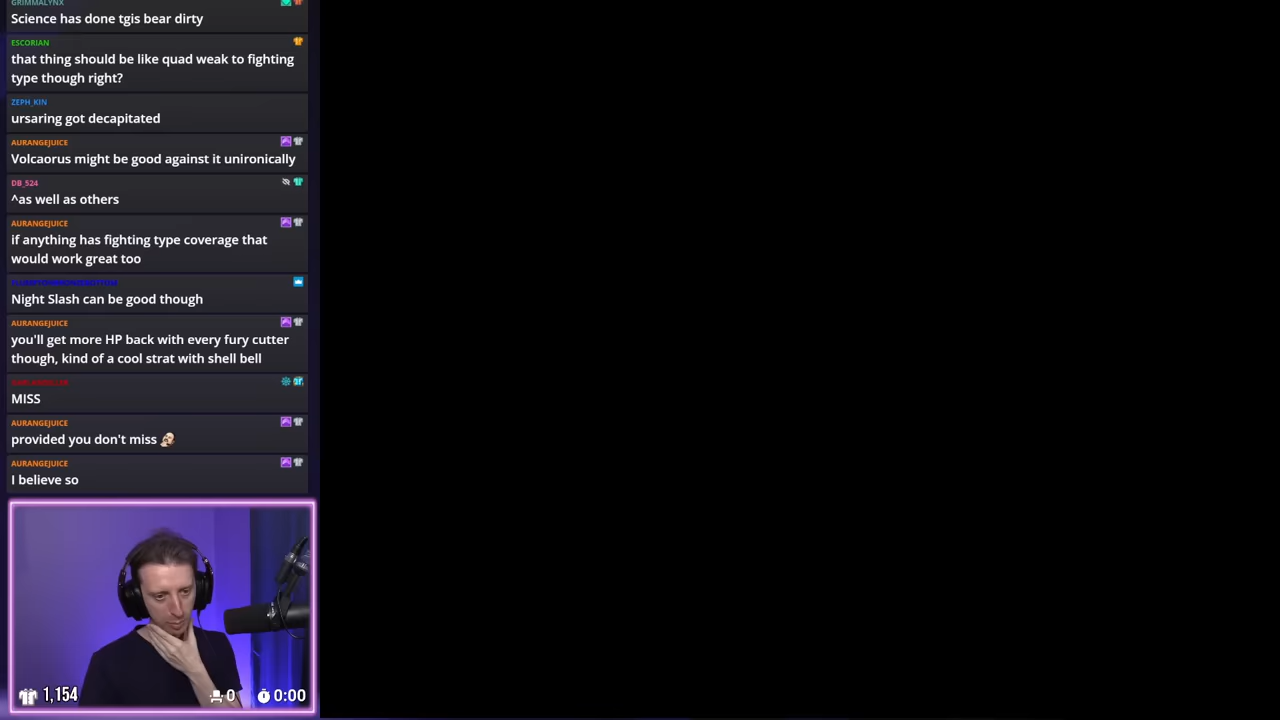 GRIMMALYNX
Science has done tgis bear dirty
ESCORIAN
that thing should be like quad weak to fighting
type though right?
ZEPH_KIN
ursaring got decapitated
AURANGEJUICE
Volcaorus might be good against it unironically
DB_524
^as well as others
AURANGEJUICE
if anything has fighting type coverage that
would work great too
Night Slash can be good though
AURANGEJUICE
you'll get more HP back with every fury cutter
though, kind of a cool strat with shell bell
MISS
AURANGEJUICE
provided you don't miss
AURANGEJUICE
I believe so
1,154
0
0:00